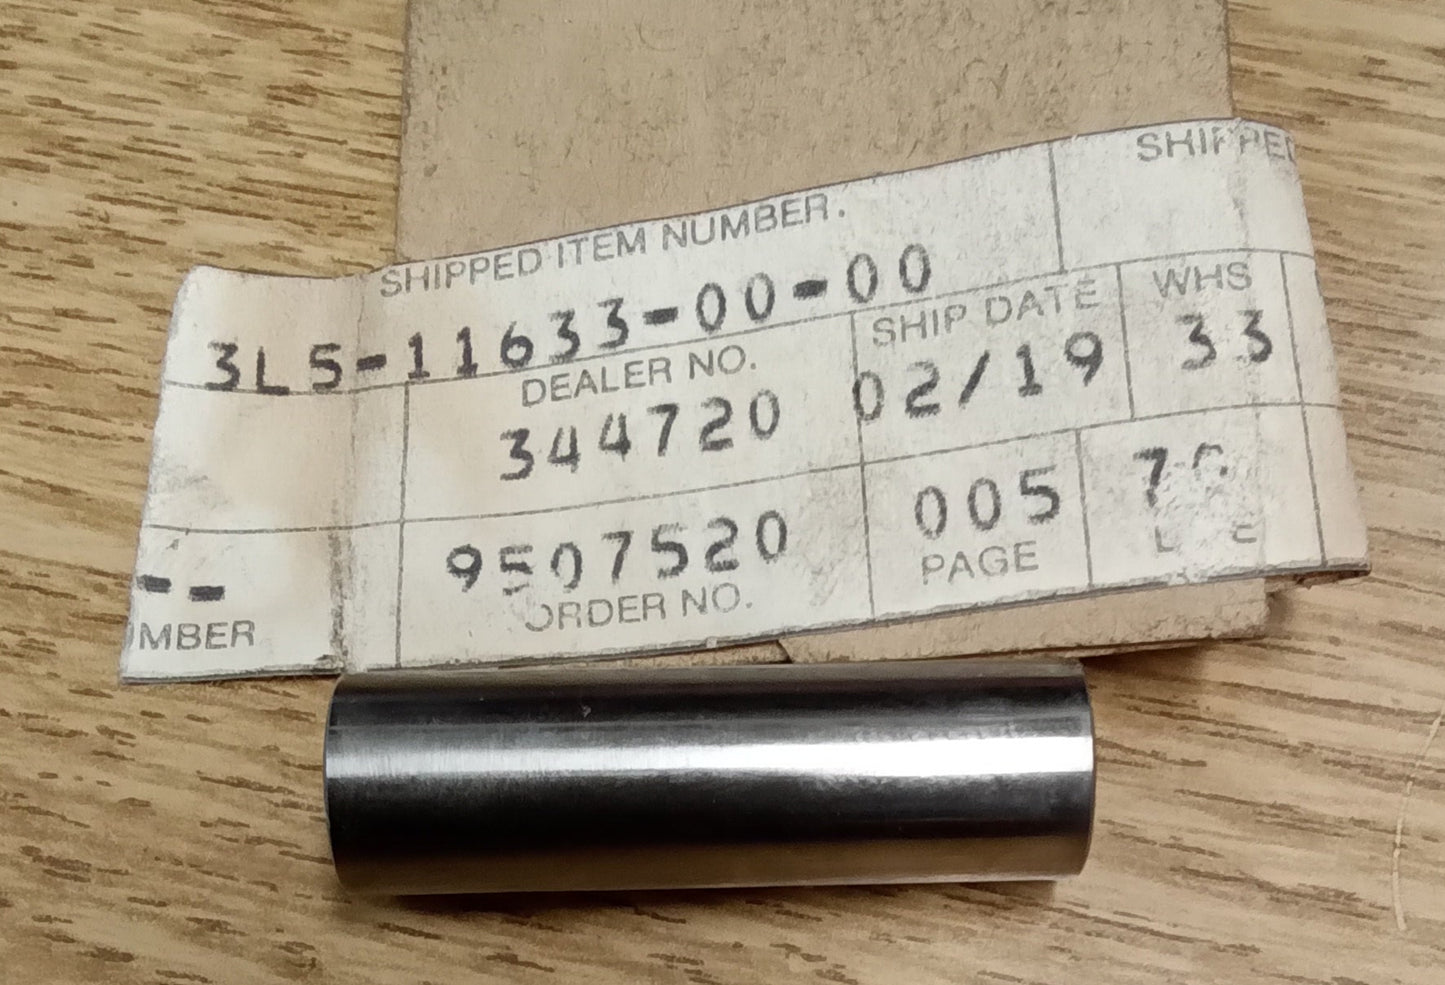 SHIPPED
SHIPPED ITEM NUMBER.
3L5-11633-00-00
DEALER NO.
344720
SHIP DATE
02/19
WHS
33
9507520
ORDER NO.
005
PAGE
--
MBER